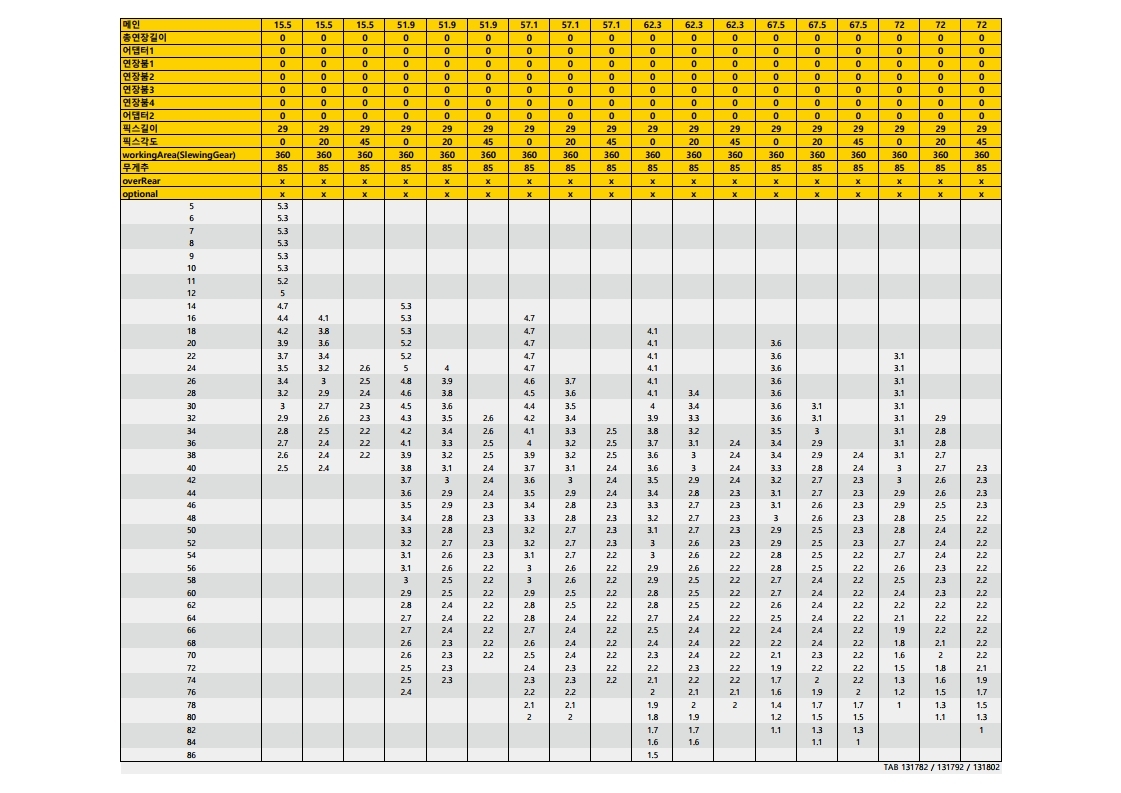 메인 15.5 15.5 15.5 51.9 51.9 51.9 57.1 57.1 57.1 62.3 62.3 62.3 67.5 67.5 67.5 72 72 72
총연장길이 0 0 0 0 0 0 0 0 0 0 0 0 0 0 0 0 0 0
어댑터1 0 0 0 0 0 0 0 0 0 0 0 0 0 0 0 0 0 0
연장붐1 0 0 0 0 0 0 0 0 0 0 0 0 0 0 0 0 0 0
연장붐2 0 0 0 0 0 0 0 0 0 0 0 0 0 0 0 0 0 0
연장붐3 0 0 0 0 0 0 0 0 0 0 0 0 0 0 0 0 0 0
연장붐4 0 0 0 0 0 0 0 0 0 0 0 0 0 0 0 0 0 0
어댑터2 0 0 0 0 0 0 0 0 0 0 0 0 0 0 0 0 0 0
픽스길이 29 29 29 29 29 29 29 29 29 29 29 29 29 29 29 29 29 29
픽스각도 0 20 45 0 20 45 0 20 45 0 20 45 0 20 45 0 20 45
workingArea(SlewingGear) 360 360 360 360 360 360 360 360 360 360 360 360 360 360 360 360 360 360
무게추 85 85 85 85 85 85 85 85 85 85 85 85 85 85 85 85 85 85
overRear x x x x x x x x x x x x x x x x x x
optional x x x x x x x x x x x x x x x x x x
5 5.3
6 5.3
7 5.3
8 5.3
9 5.3
10 5.3
11 5.2
12 5
14 4.7 5.3
16 4.4 4.1 5.3 4.7
18 4.2 3.8 5.3 4.7 4.1
20 3.9 3.6 5.2 4.7 4.1 3.6
22 3.7 3.4 5.2 4.7 4.1 3.6 3.1
24 3.5 3.2 2.6 5 4 4.7 4.1 3.6 3.1
26 3.4 3 2.5 4.8 3.9 4.6 3.7 4.1 3.6 3.1
28 3.2 2.9 2.4 4.6 3.8 4.5 3.6 4.1 3.4 3.6 3.1
30 3 2.7 2.3 4.5 3.6 4.4 3.5 4 3.4 3.6 3.1 3.1
32 2.9 2.6 2.3 4.3 3.5 2.6 4.2 3.4 3.9 3.3 3.6 3.1 3.1 2.9
34 2.8 2.5 2.2 4.2 3.4 2.6 4.1 3.3 2.5 3.8 3.2 3.5 3 3.1 2.8
36 2.7 2.4 2.2 4.1 3.3 2.5 4 3.2 2.5 3.7 3.1 2.4 3.4 2.9 3.1 2.8
38 2.6 2.4 2.2 3.9 3.2 2.5 3.9 3.2 2.5 3.6 3 2.4 3.4 2.9 2.4 3.1 2.7
40 2.5 2.4 3.8 3.1 2.4 3.7 3.1 2.4 3.6 3 2.4 3.3 2.8 2.4 3 2.7 2.3
42 3.7 3 2.4 3.6 3 2.4 3.5 2.9 2.4 3.2 2.7 2.3 3 2.6 2.3
44 3.6 2.9 2.4 3.5 2.9 2.4 3.4 2.8 2.3 3.1 2.7 2.3 2.9 2.6 2.3
46 3.5 2.9 2.3 3.4 2.8 2.3 3.3 2.7 2.3 3.1 2.6 2.3 2.9 2.5 2.3
48 3.4 2.8 2.3 3.3 2.8 2.3 3.2 2.7 2.3 3 2.6 2.3 2.8 2.5 2.2
50 3.3 2.8 2.3 3.2 2.7 2.3 3.1 2.7 2.3 2.9 2.5 2.3 2.8 2.4 2.2
52 3.2 2.7 2.3 3.2 2.7 2.3 3 2.6 2.3 2.9 2.5 2.3 2.7 2.4 2.2
54 3.1 2.6 2.3 3.1 2.7 2.2 3 2.6 2.2 2.8 2.5 2.2 2.7 2.4 2.2
56 3.1 2.6 2.2 3 2.6 2.2 2.9 2.6 2.2 2.8 2.5 2.2 2.6 2.3 2.2
58 3 2.5 2.2 3 2.6 2.2 2.9 2.5 2.2 2.7 2.4 2.2 2.5 2.3 2.2
60 2.9 2.5 2.2 2.9 2.5 2.2 2.8 2.5 2.2 2.7 2.4 2.2 2.4 2.3 2.2
62 2.8 2.4 2.2 2.8 2.5 2.2 2.8 2.5 2.2 2.6 2.4 2.2 2.2 2.2 2.2
64 2.7 2.4 2.2 2.8 2.4 2.2 2.7 2.4 2.2 2.5 2.4 2.2 2.1 2.2 2.2
66 2.7 2.4 2.2 2.7 2.4 2.2 2.5 2.4 2.2 2.4 2.4 2.2 1.9 2.2 2.2
68 2.6 2.3 2.2 2.6 2.4 2.2 2.4 2.4 2.2 2.2 2.4 2.2 1.8 2.1 2.2
70 2.6 2.3 2.2 2.5 2.4 2.2 2.3 2.4 2.2 2.1 2.3 2.2 1.6 2 2.2
72 2.5 2.3 2.4 2.3 2.2 2.2 2.3 2.2 1.9 2.2 2.2 1.5 1.8 2.1
74 2.5 2.3 2.3 2.3 2.2 2.1 2.2 2.2 1.7 2 2.2 1.3 1.6 1.9
76 2.4 2.2 2.2 2 2.1 2.1 1.6 1.9 2 1.2 1.5 1.7
78 2.1 2.1 1.9 2 2 1.4 1.7 1.7 1 1.3 1.5
80 2 2 1.8 1.9 1.2 1.5 1.5 1.1 1.3
82 1.7 1.7 1.1 1.3 1.3 1
84 1.6 1.6 1.1 1
86 1.5
TAB 131782 / 131792 / 131802